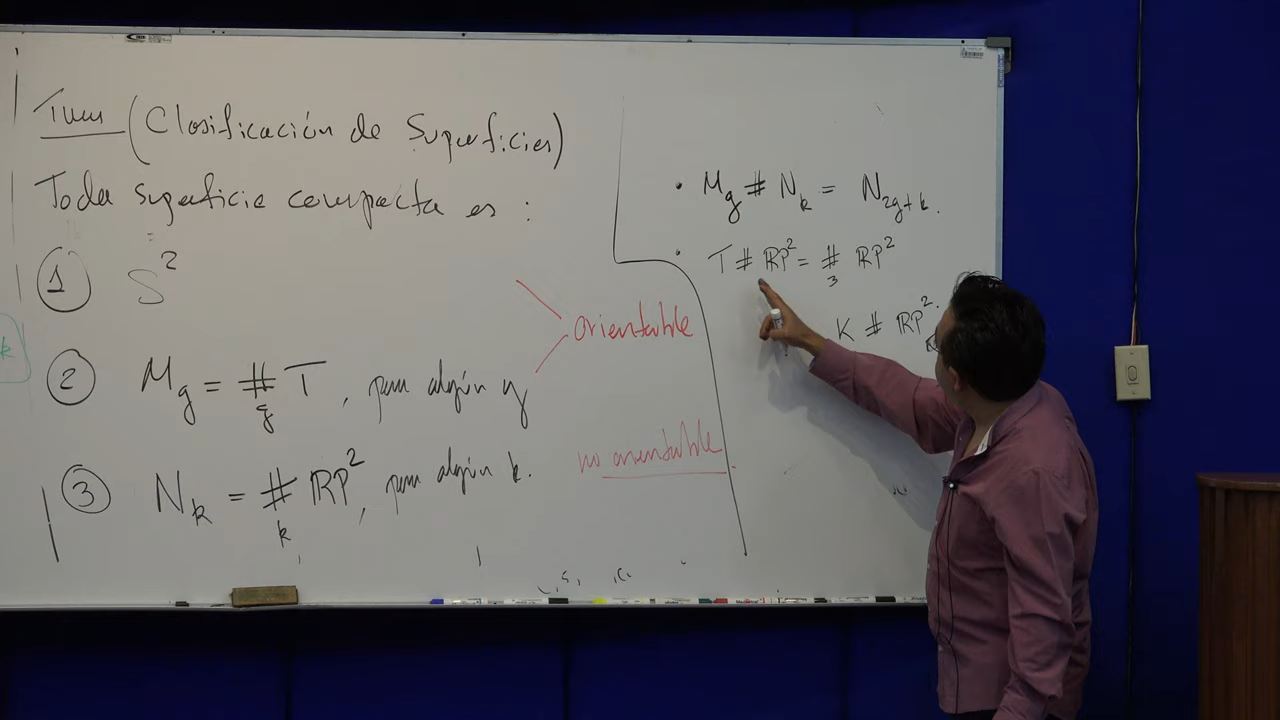 Thm (Clasificación de Superficies)
Toda superficie compacta es :
① S²
② M_g = #_g T , para algún g
orientable
③ N_k = #_k RP² , para algún k.
no orientable
• M_g # N_k = N_{2g+k}.
• T # RP² = #_3 RP²
K # RP².
k